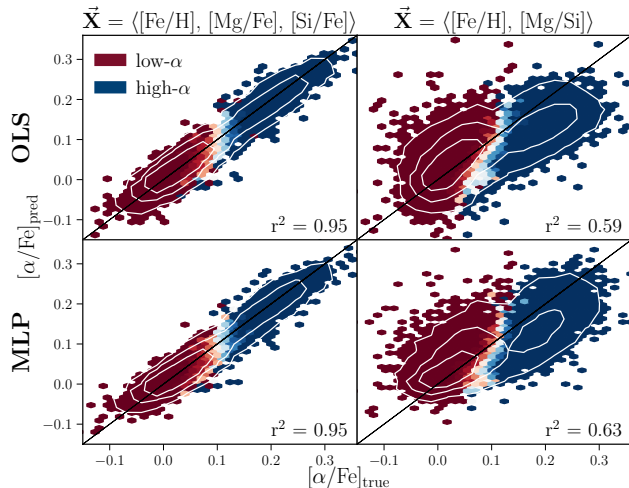 X⃗ = ⟨[Fe/H], [Mg/Fe], [Si/Fe]⟩
X⃗ = ⟨[Fe/H], [Mg/Si]⟩
0.3
0.2
0.1
0.0
−0.1
low-α
high-α
OLS
r² = 0.95
r² = 0.59
[α/Fe]pred
0.3
0.2
0.1
0.0
−0.1
MLP
r² = 0.95
r² = 0.63
−0.1 0.0 0.1 0.2 0.3
−0.1 0.0 0.1 0.2 0.3
[α/Fe]true